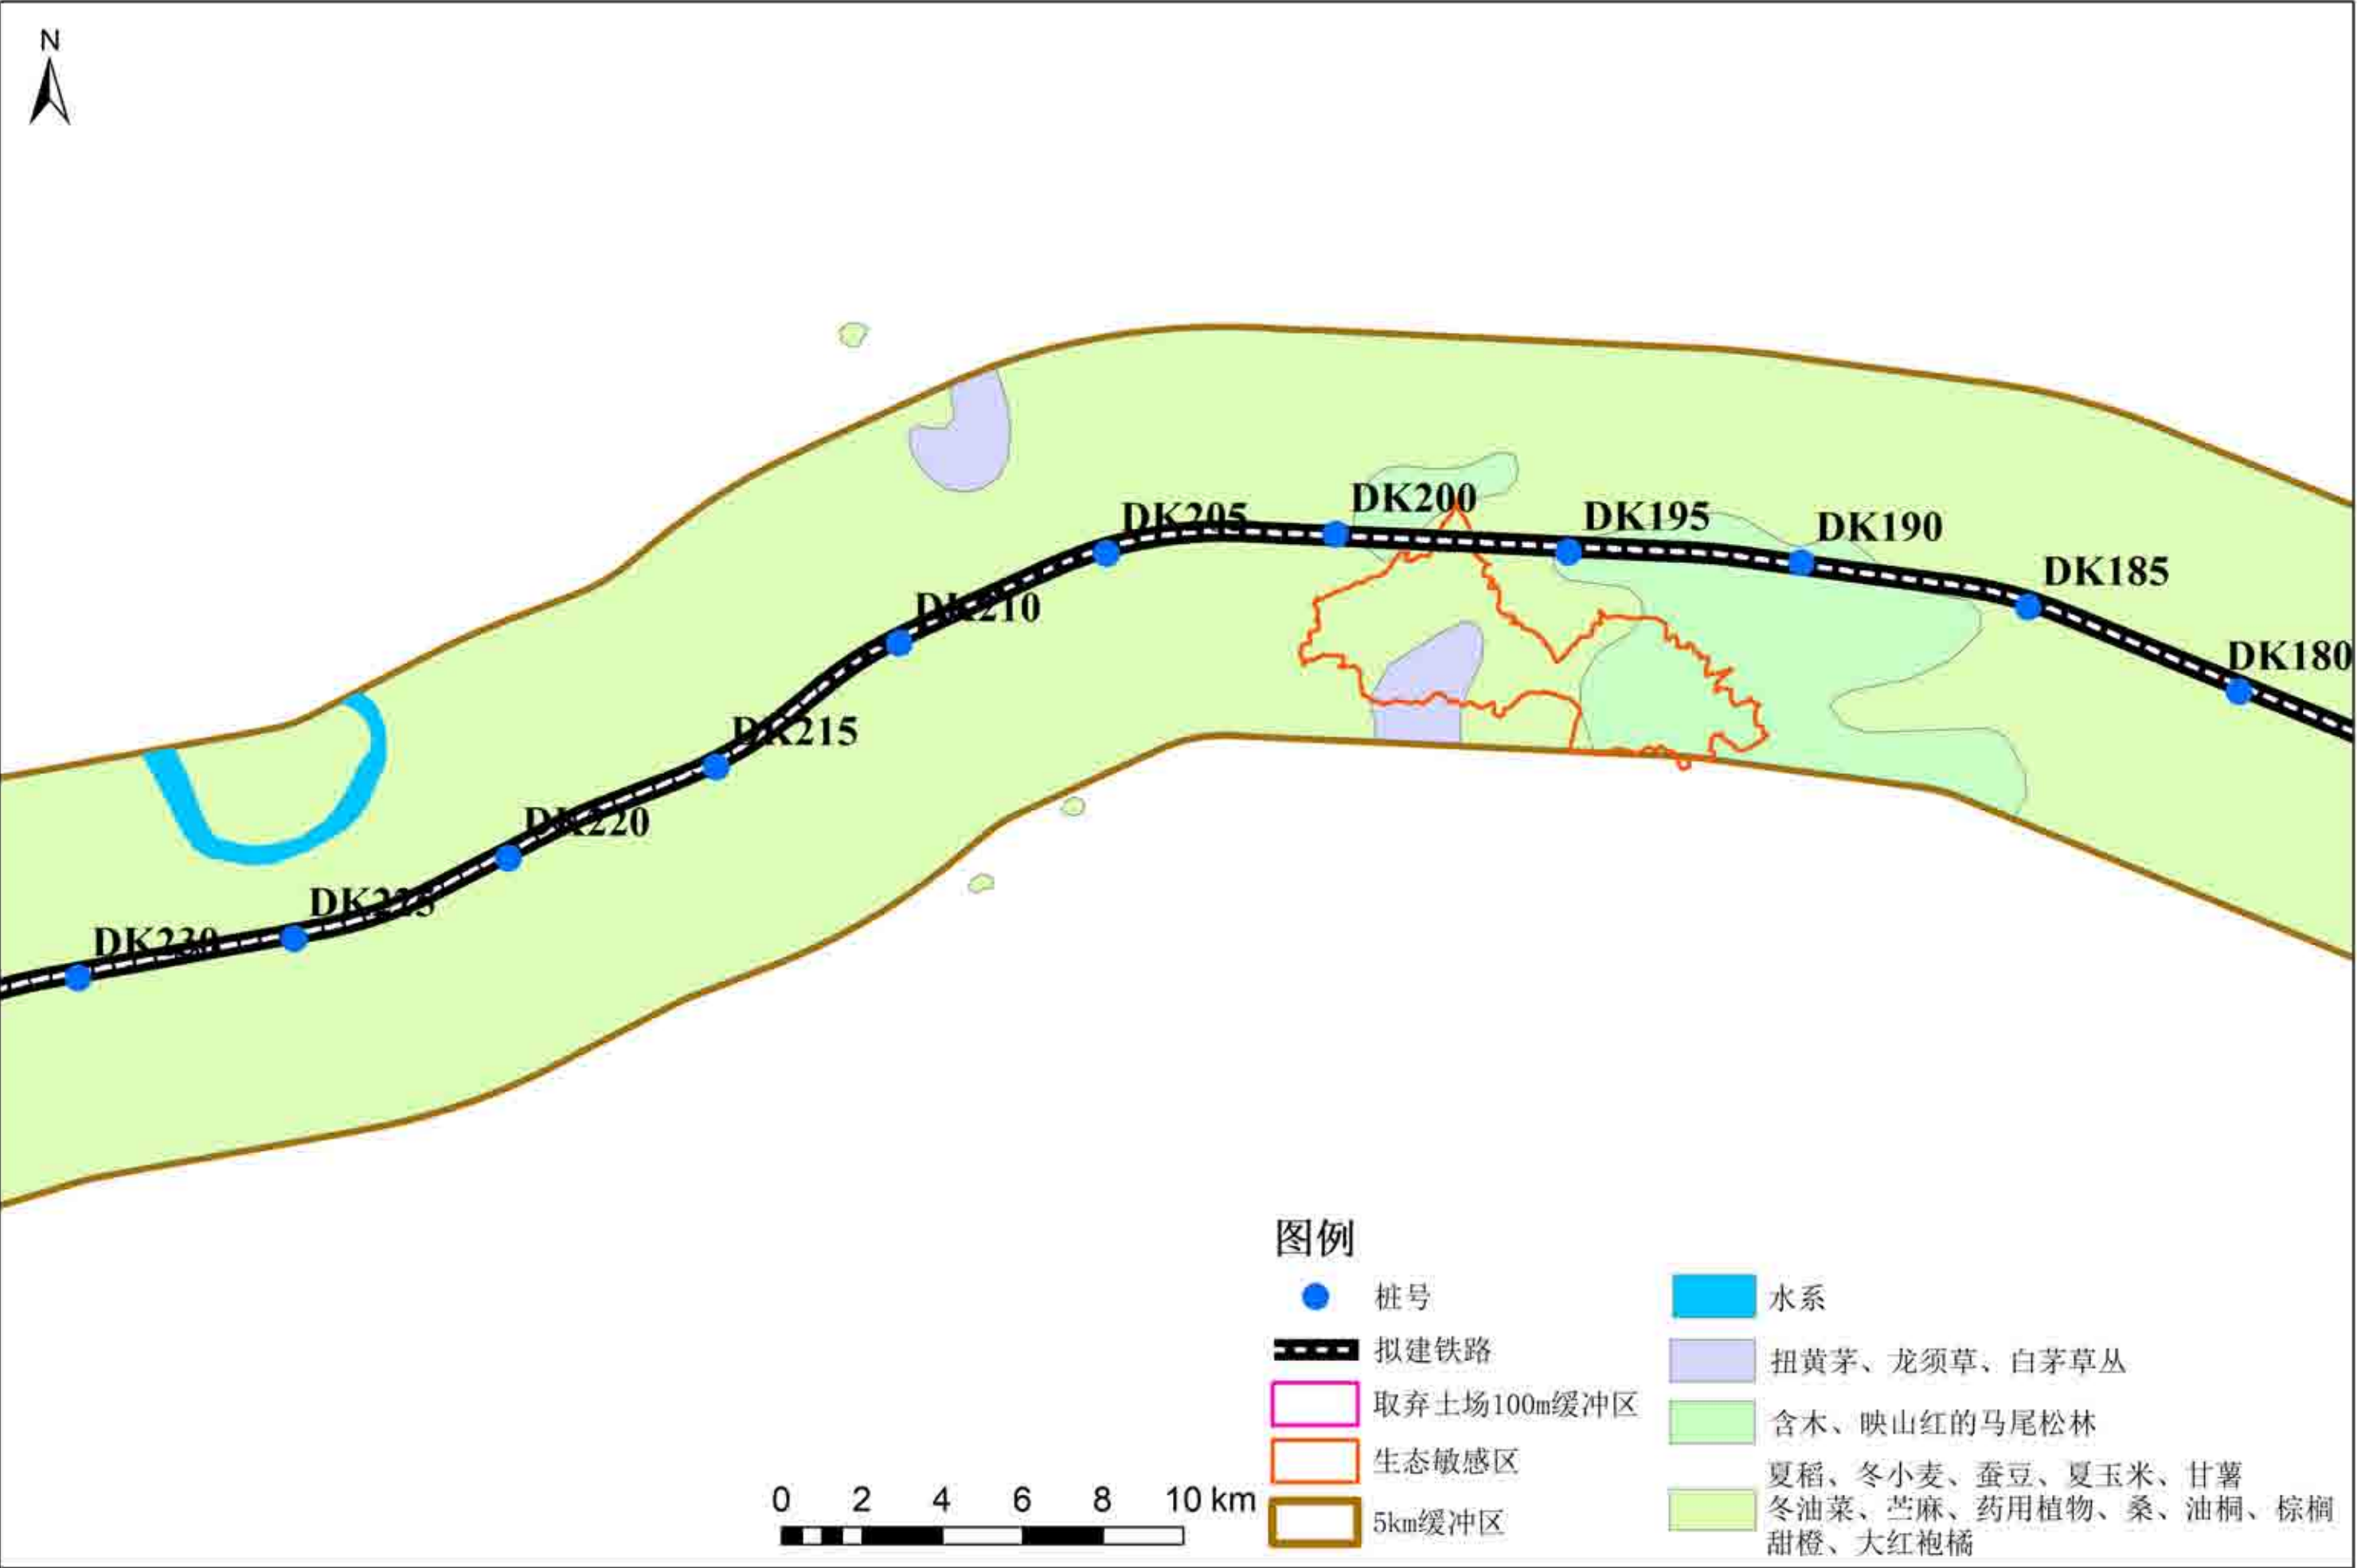 N
DK200
DK205
DK195
DK190
DK185
DK210
DK180
DK215
DK220
DK225
DK230
图例
桩号
拟建铁路
取弃土场100m缓冲区
生态敏感区
5km缓冲区
水系
扭黄茅、龙须草、白茅草丛
含木、映山红的马尾松林
夏稻、冬小麦、蚕豆、夏玉米、甘薯
冬油菜、苎麻、药用植物、桑、油桐、棕榈
甜橙、大红袍橘
0 2 4 6 8 10 km